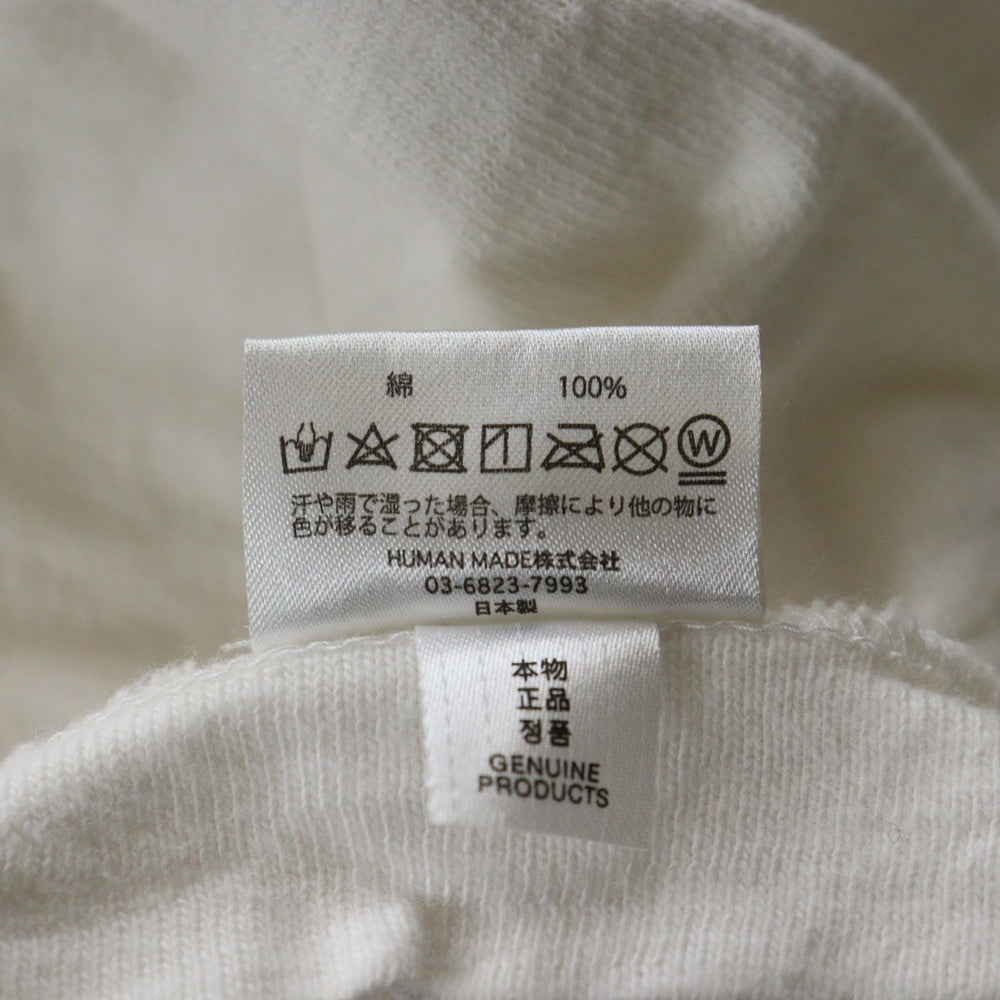 綿 100%
W
汗や雨で湿った場合、摩擦により他の物に
色が移ることがあります。
HUMAN MADE株式会社
03-6823-7993
日本製
本物
正品
정품
GENUINE
PRODUCTS